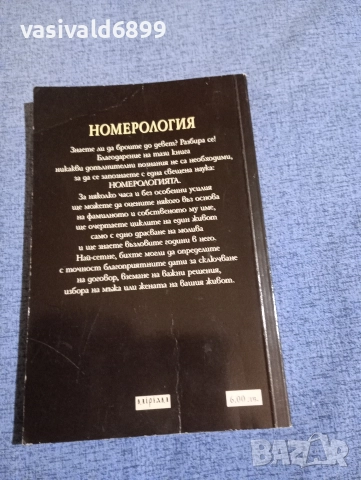 vasivald6899
НОМЕРОЛОГИЯ
Знаете ли да броите до девет? Разбира се!
Благодарение на тази книга
никакви допълнителни познания не са необходими,
за да се запознаете с една свещена наука:
НОМЕРОЛОГИЯТА.
За няколко часа и без особени усилия
ще можете да оцените някого въз основа
на фамилното и собственото му име,
ще очертаете циклите на един живот
само с едно драсване на молива
и ще знаете възловите години в него.
Най-сетне, бихте могли да определите
с точност благоприятните дати за сключване
на договор, вземане на важни решения,
избора на мъжа или жената на вашия живот.
6.00 лв.
BAZAR